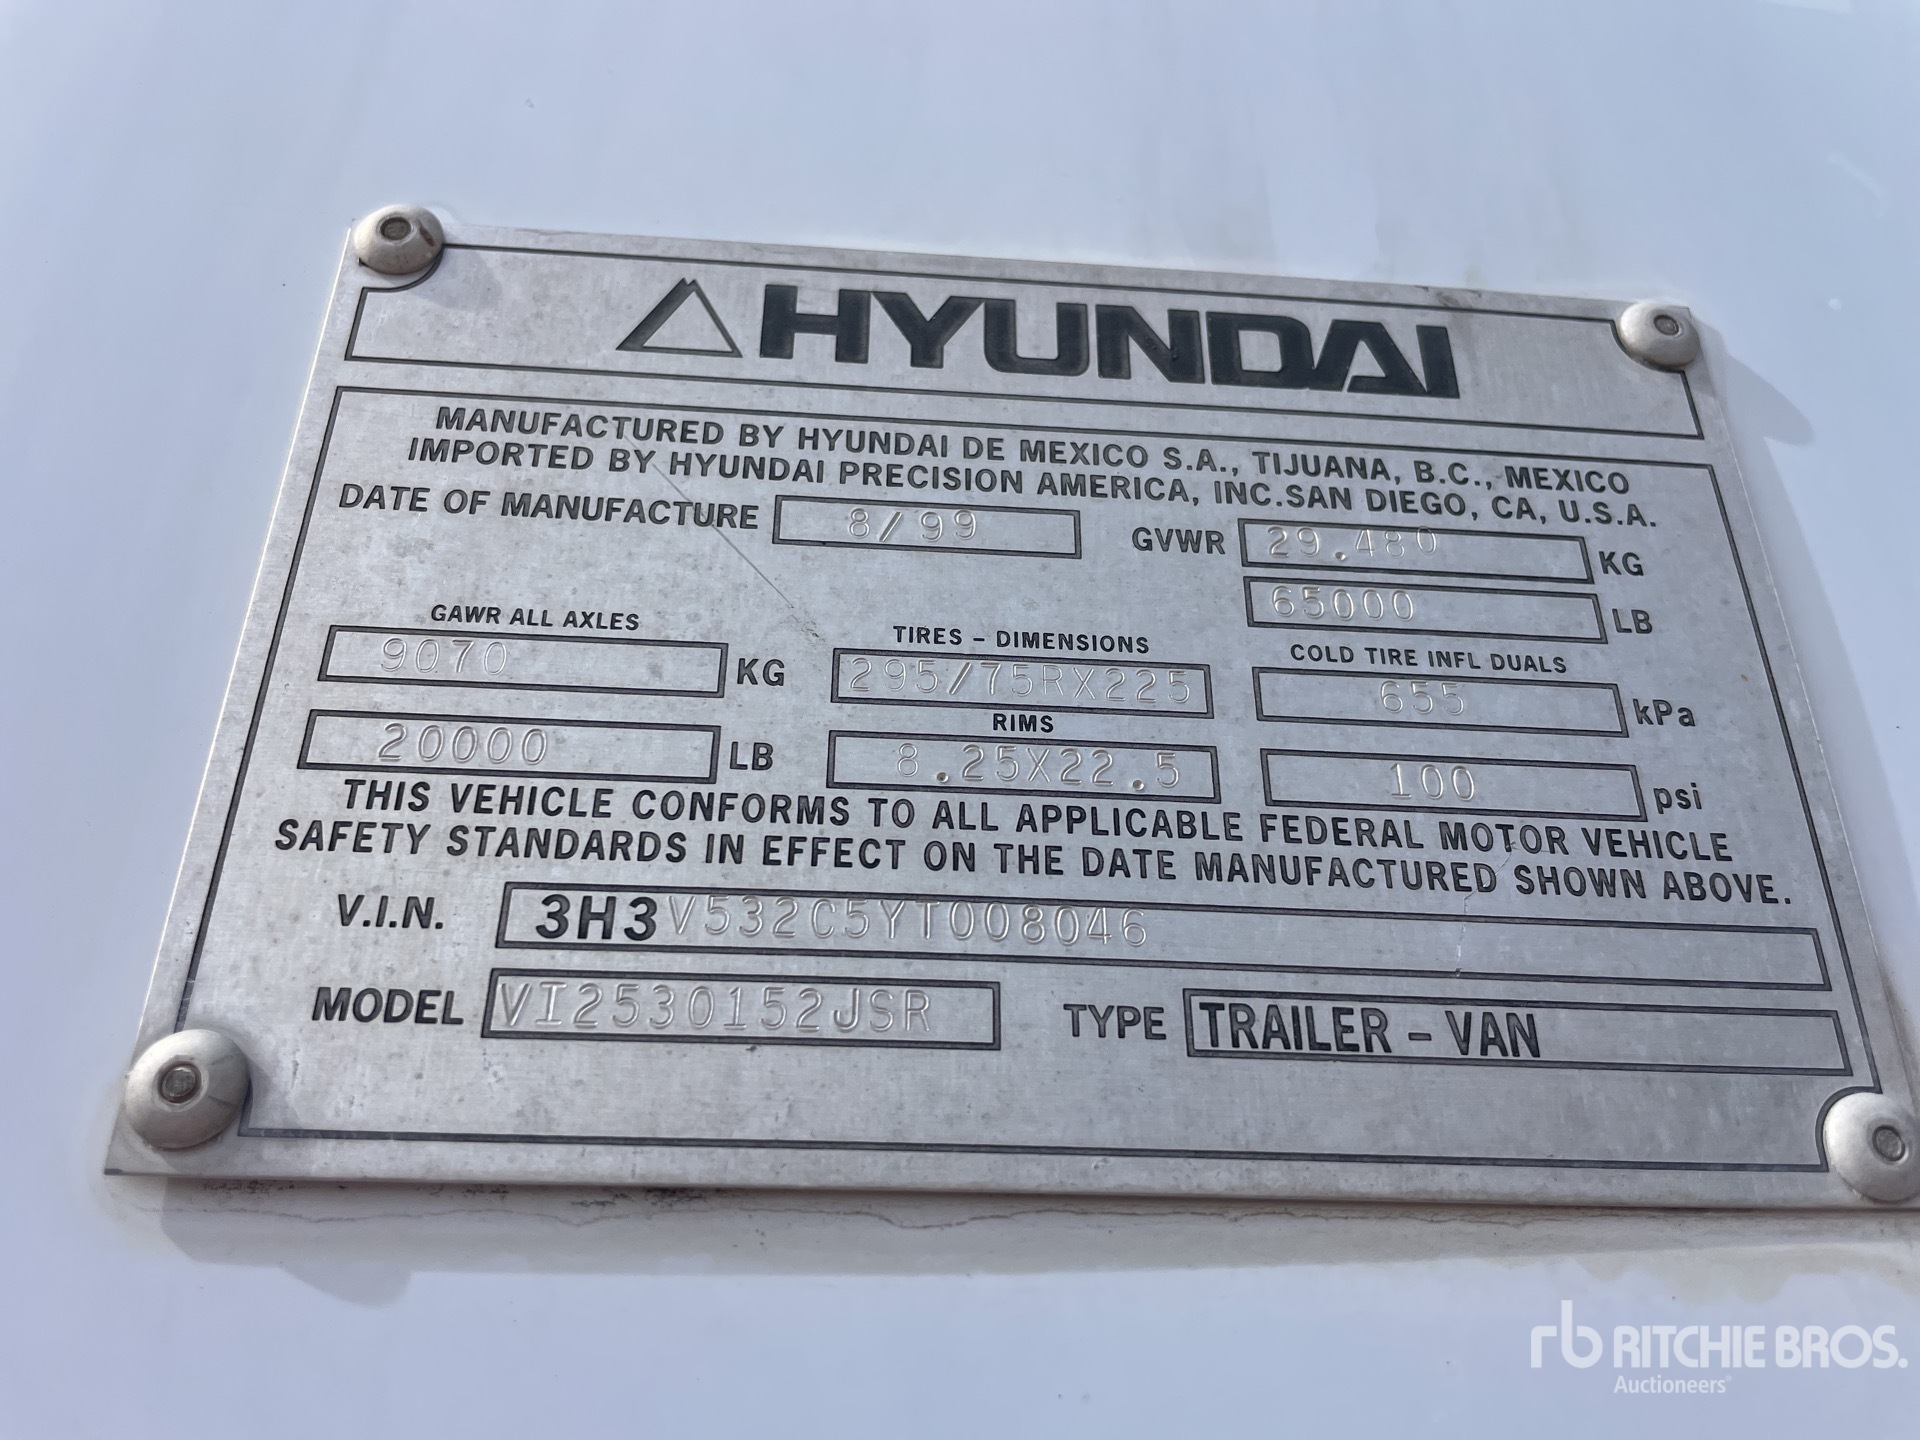 HYUNDAI
MANUFACTURED BY HYUNDAI DE MEXICO S.A., TIJUANA, B.C., MEXICO
IMPORTED BY HYUNDAI PRECISION AMERICA, INC.SAN DIEGO, CA, U.S.A.
DATE OF MANUFACTURE 8/99 GVWR 29.480 KG
65000 LB
GAWR ALL AXLES TIRES - DIMENSIONS COLD TIRE INFL DUALS
9070 KG 295/75RX225 655 kPa
RIMS
20000 LB 8.25X22.5 100 psi
THIS VEHICLE CONFORMS TO ALL APPLICABLE FEDERAL MOTOR VEHICLE
SAFETY STANDARDS IN EFFECT ON THE DATE MANUFACTURED SHOWN ABOVE.
V.I.N. 3H3V532C5YT008046
MODEL VI2530152JSR TYPE TRAILER - VAN
rb RITCHIE BROS.
Auctioneers